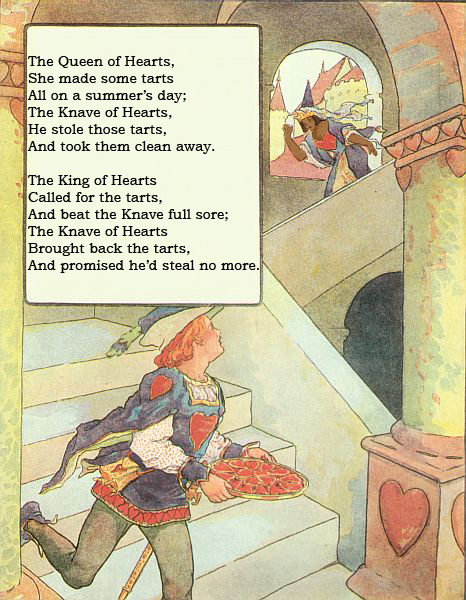 The Queen of Hearts,
She made some tarts
All on a summer's day;
The Knave of Hearts,
He stole those tarts,
And took them clean away.
The King of Hearts
Called for the tarts,
And beat the Knave full sore;
The Knave of Hearts
Brought back the tarts,
And promised he'd steal no more.